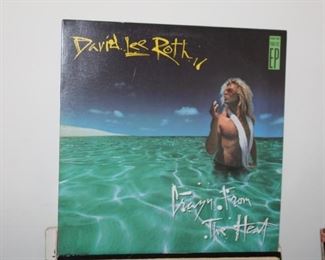 David Lee Roth
EP
Crazy From
The Heat